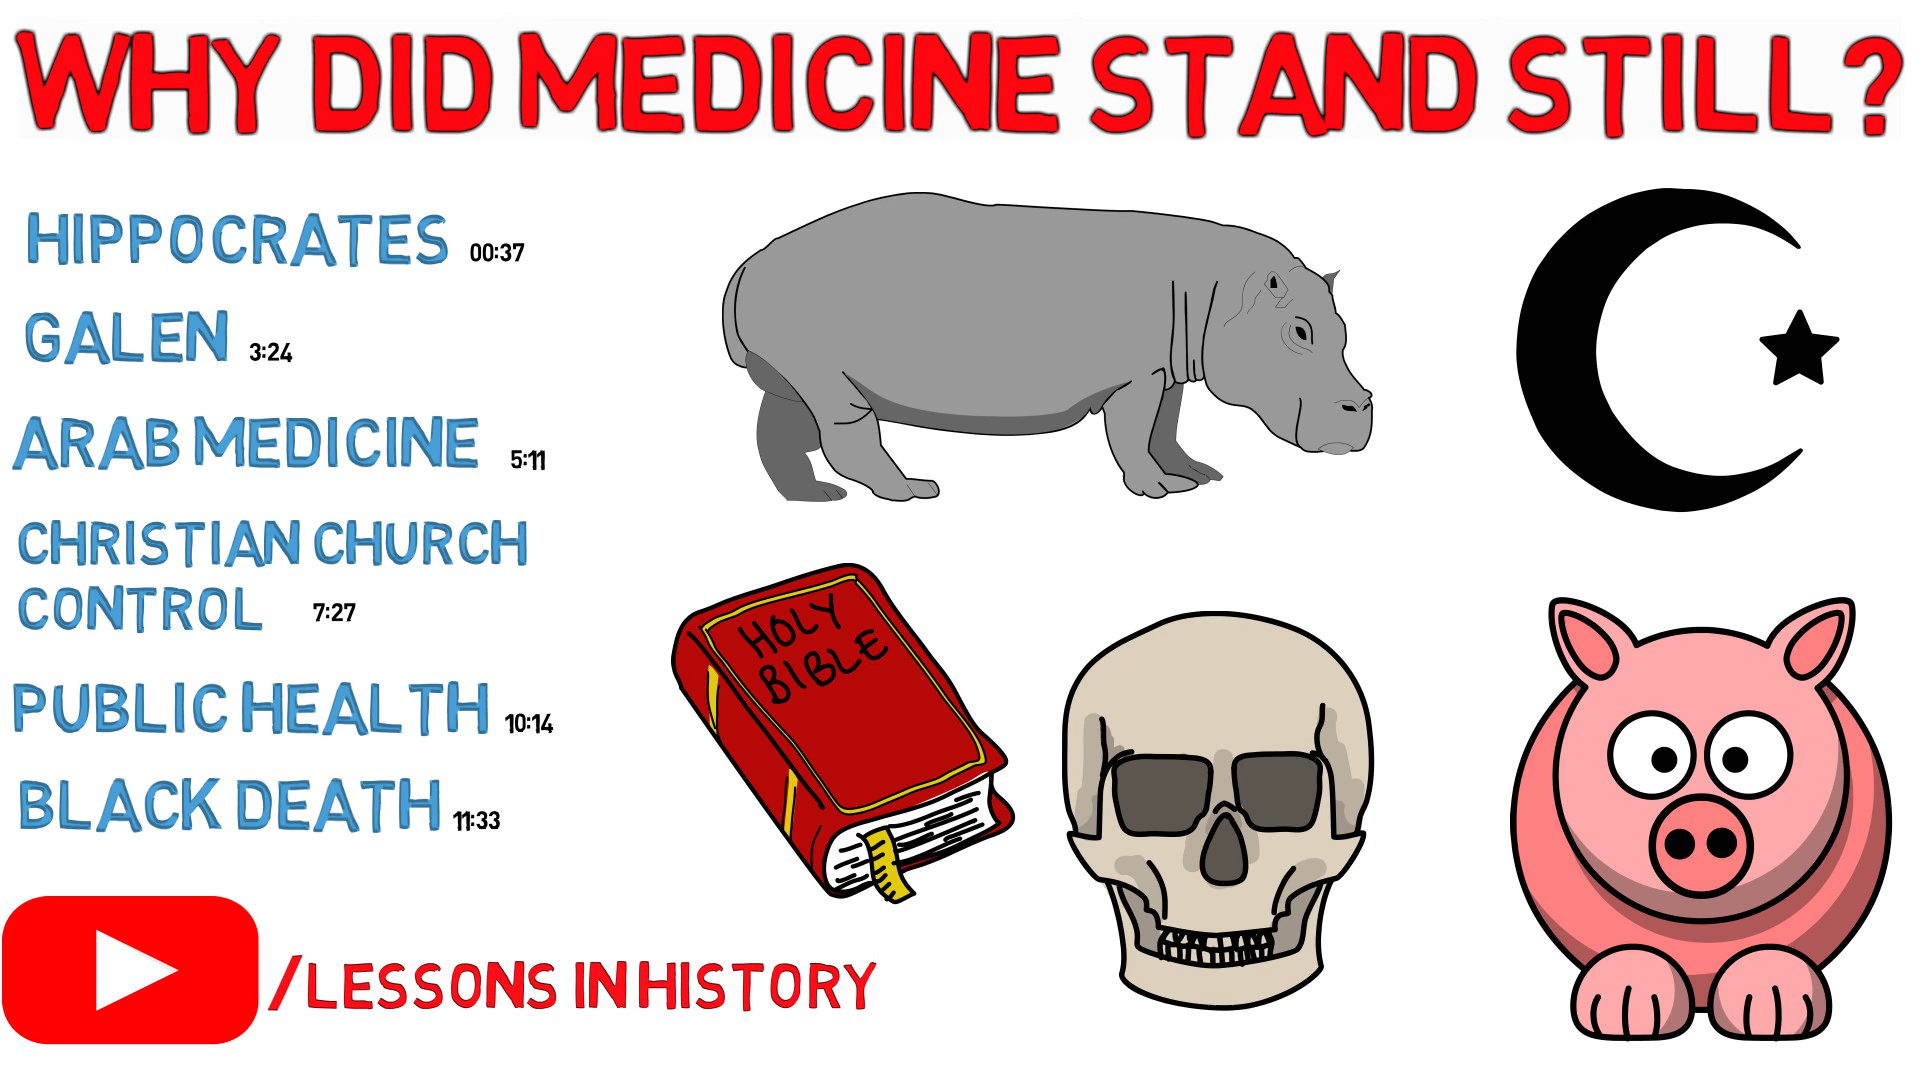 WHY DID MEDICINE STAND STILL?
HIPPOCRATES 00:37
GALEN 3:24
ARAB MEDICINE 5:11
CHRISTIAN CHURCH
CONTROL 7:27
PUBLIC HEALTH 10:14
BLACK DEATH 11:33
HOLY
BIBLE
/LESSONS IN HISTORY